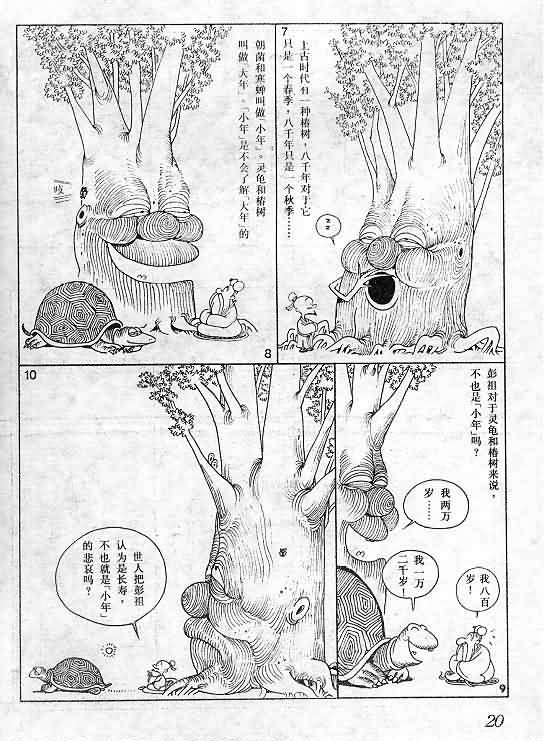 7
上古时代有一种椿树，八千年对于它
只是一个春季，八千年只是一个秋季……
z
z
朝菌和寒蝉叫做「小年」。灵龟和椿树
叫做「大年」。「小年」是不会了解「大年」的
吱
8
彭祖对于灵龟和椿树来说，
不也是「小年」吗？
我两万
岁……
我一万
二千岁！
我八百
岁！
9
10
世人把彭祖
认为是长寿，
不也就是「小年」
的悲哀吗？
20